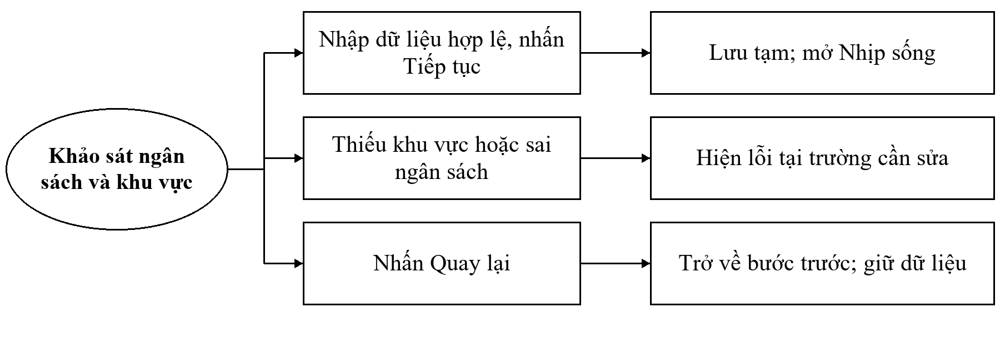 Khảo sát ngân
sách và khu vực
Nhập dữ liệu hợp lệ, nhấn
Tiếp tục
Lưu tạm; mở Nhịp sống
Thiếu khu vực hoặc sai
ngân sách
Hiện lỗi tại trường cần sửa
Nhấn Quay lại
Trở về bước trước; giữ dữ liệu